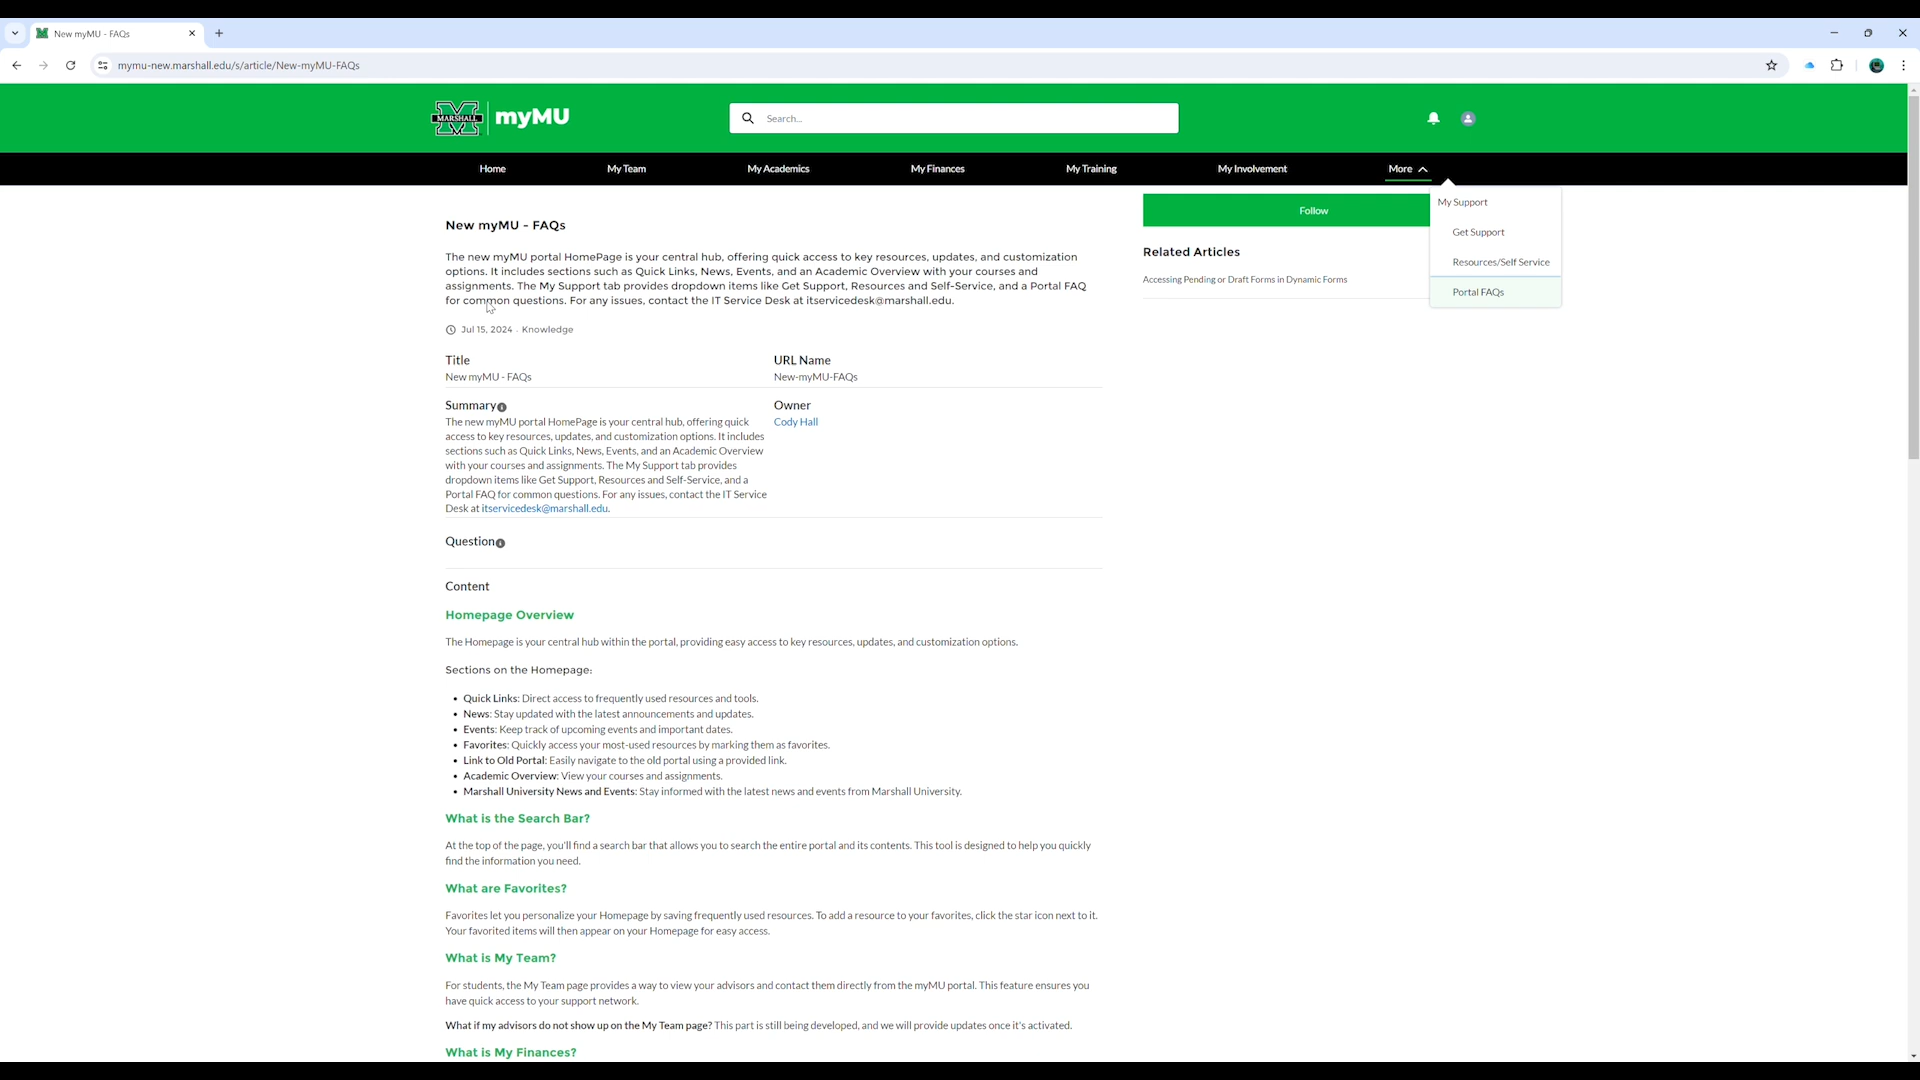 New myMU - FAQs
mymu-new.marshall.edu/s/article/New-myMU-FAQs
MARSHALL
myMU
Search...
Home
My Team
My Academics
My Finances
My Training
My Involvement
More
My Support
Get Support
Resources/Self Service
Portal FAQs
New myMU - FAQs
The new myMU portal HomePage is your central hub, offering quick access to key resources, updates, and customization
options. It includes sections such as Quick Links, News, Events, and an Academic Overview with your courses and
assignments. The My Support tab provides dropdown items like Get Support, Resources and Self-Service, and a Portal FAQ
for common questions. For any issues, contact the IT Service Desk at itservicedesk@marshall.edu.
Jul 15, 2024 · Knowledge
Follow
Related Articles
Accessing Pending or Draft Forms in Dynamic Forms
Title
New myMU - FAQs
URL Name
New-myMU-FAQs
Summary
The new myMU portal HomePage is your central hub, offering quick
access to key resources, updates, and customization options. It includes
sections such as Quick Links, News, Events, and an Academic Overview
with your courses and assignments. The My Support tab provides
dropdown items like Get Support, Resources and Self-Service, and a
Portal FAQ for common questions. For any issues, contact the IT Service
Desk at itservicedesk@marshall.edu.
Owner
Cody Hall
Question
Content
Homepage Overview
The Homepage is your central hub within the portal, providing easy access to key resources, updates, and customization options.
Sections on the Homepage:
• Quick Links: Direct access to frequently used resources and tools.
• News: Stay updated with the latest announcements and updates.
• Events: Keep track of upcoming events and important dates.
• Favorites: Quickly access your most-used resources by marking them as favorites.
• Link to Old Portal: Easily navigate to the old portal using a provided link.
• Academic Overview: View your courses and assignments.
• Marshall University News and Events: Stay informed with the latest news and events from Marshall University.
What is the Search Bar?
At the top of the page, you'll find a search bar that allows you to search the entire portal and its contents. This tool is designed to help you quickly
find the information you need.
What are Favorites?
Favorites let you personalize your Homepage by saving frequently used resources. To add a resource to your favorites, click the star icon next to it.
Your favorited items will then appear on your Homepage for easy access.
What is My Team?
For students, the My Team page provides a way to view your advisors and contact them directly from the myMU portal. This feature ensures you
have quick access to your support network.
What if my advisors do not show up on the My Team page? This part is still being developed, and we will provide updates once it's activated.
What is My Finances?